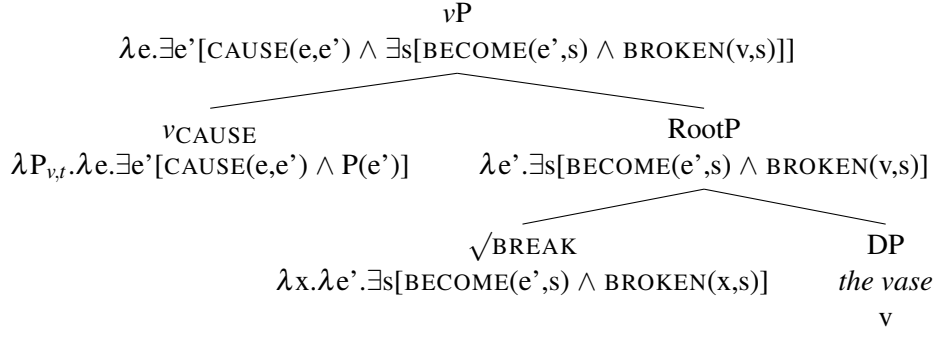 vP
λe.∃e’[CAUSE(e,e’) ∧ ∃s[BECOME(e’,s) ∧ BROKEN(v,s)]]
vCAUSE RootP
λPv,t.λe.∃e’[CAUSE(e,e’) ∧ P(e’)] λe’.∃s[BECOME(e’,s) ∧ BROKEN(v,s)]
√BREAK DP
λx.λe’.∃s[BECOME(e’,s) ∧ BROKEN(x,s)] the vase
v